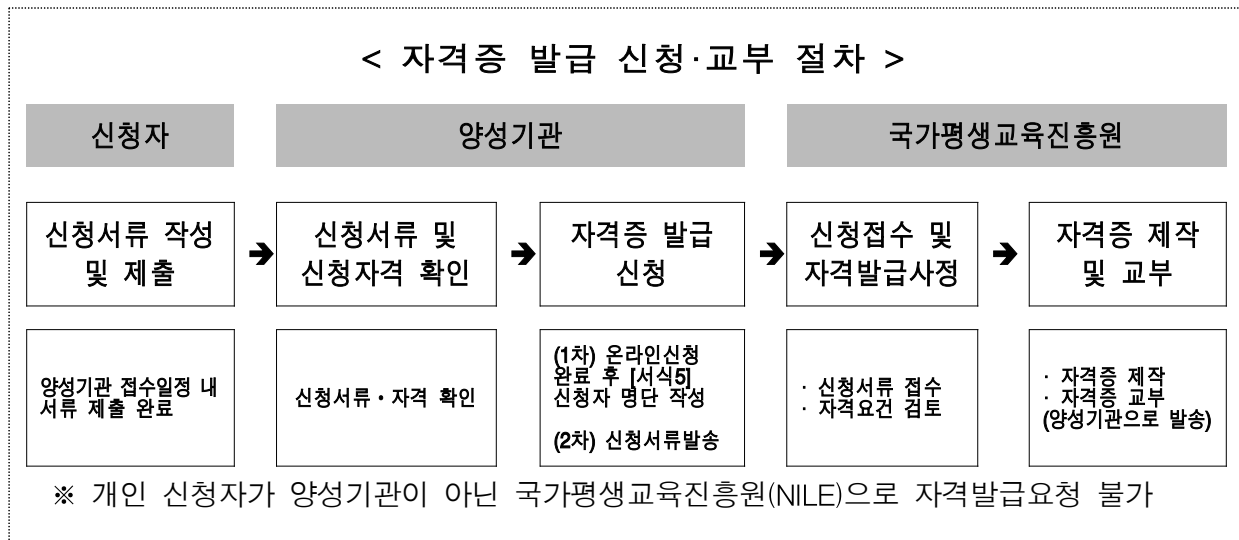 < 자격증 발급 신청·교부 절차 >
신청자
양성기관
국가평생교육진흥원
신청서류 작성
및 제출
➔
신청서류 및
신청자격 확인
➔
자격증 발급
신청
➔
신청접수 및
자격발급사정
➔
자격증 제작
및 교부
양성기관 접수일정 내
서류 제출 완료
신청서류·자격 확인
(1차) 온라인신청
완료 후 [서식5]
신청자 명단 작성
(2차) 신청서류발송
· 신청서류 접수
· 자격요건 검토
· 자격증 제작
· 자격증 교부
(양성기관으로 발송)
※ 개인 신청자가 양성기관이 아닌 국가평생교육진흥원(NILE)으로 자격발급요청 불가